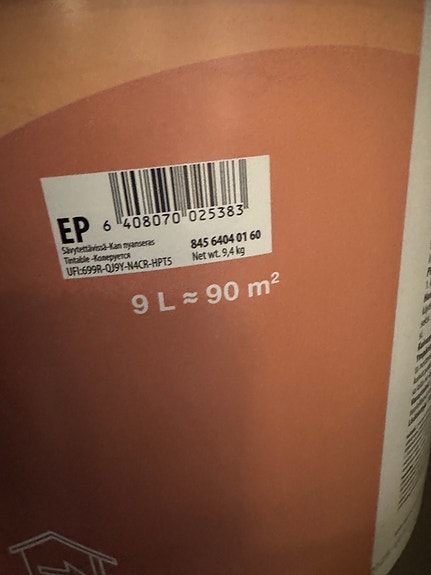 EP
6 408070 025383
Sävytettävissä-Kan nyanseras
Tintable -Колеруется
UFI:699R-QJ9Y-N4CR-HPT5
845 6404 01 60
Net wt. 9,4 kg
9 L ≈ 90 m²